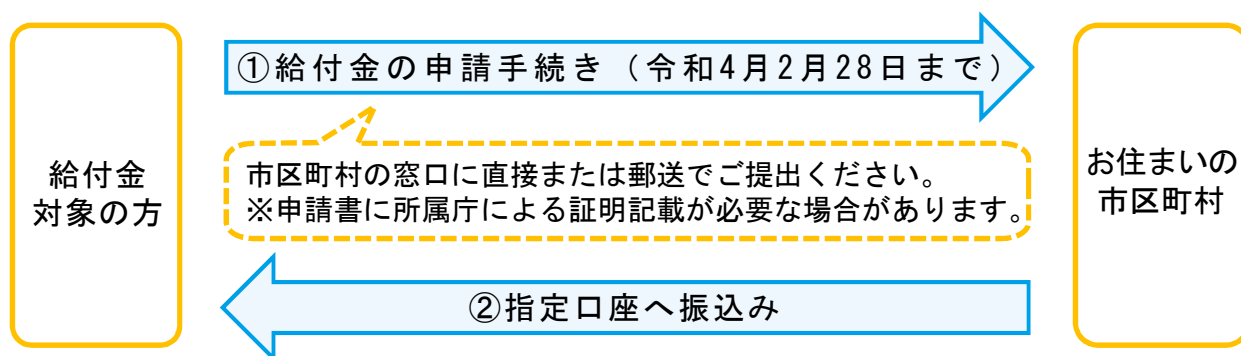 ①給付金の申請手続き（令和4月2月28日まで）
給付金
対象の方
市区町村の窓口に直接または郵送でご提出ください。
※申請書に所属庁による証明記載が必要な場合があります。
お住まいの
市区町村
②指定口座へ振込み